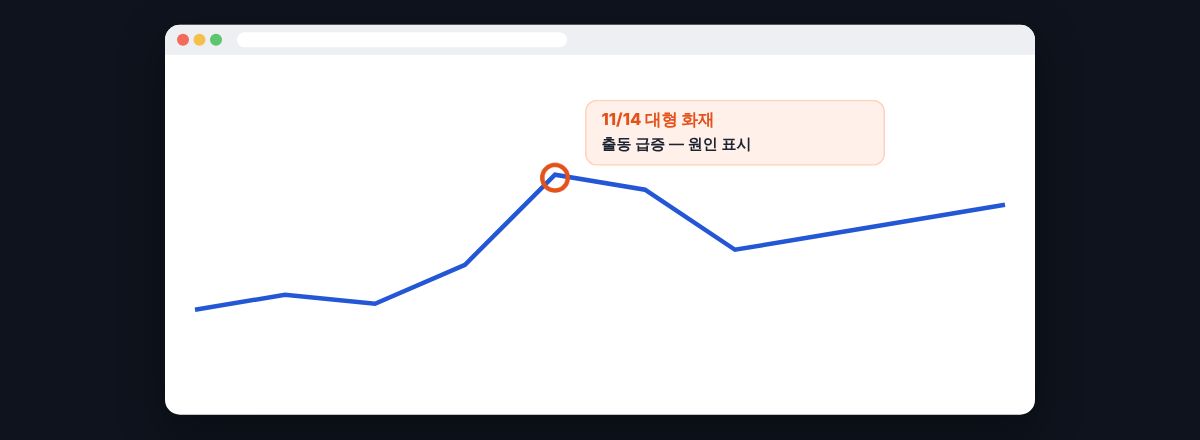 11/14 대형 화재
출동 급증 — 원인 표시